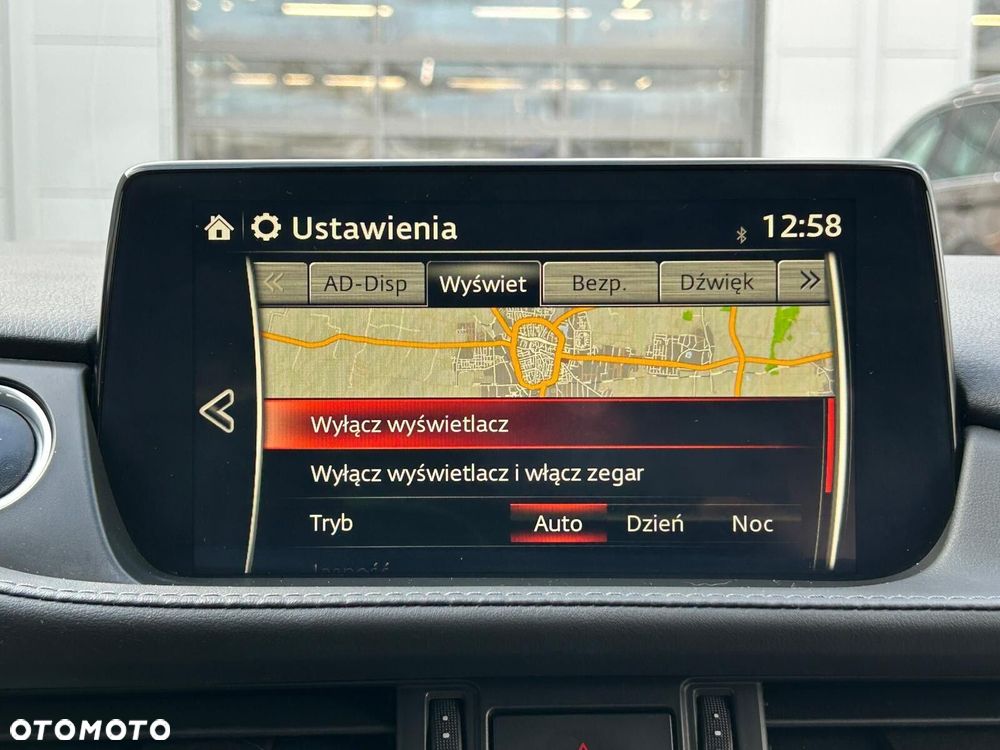 Ustawienia 12:58
AD-Disp Wyświet Bezp. Dźwięk
Wyłącz wyświetlacz
Wyłącz wyświetlacz i włącz zegar
Tryb Auto Dzień Noc
Jasność
OTOMOTO